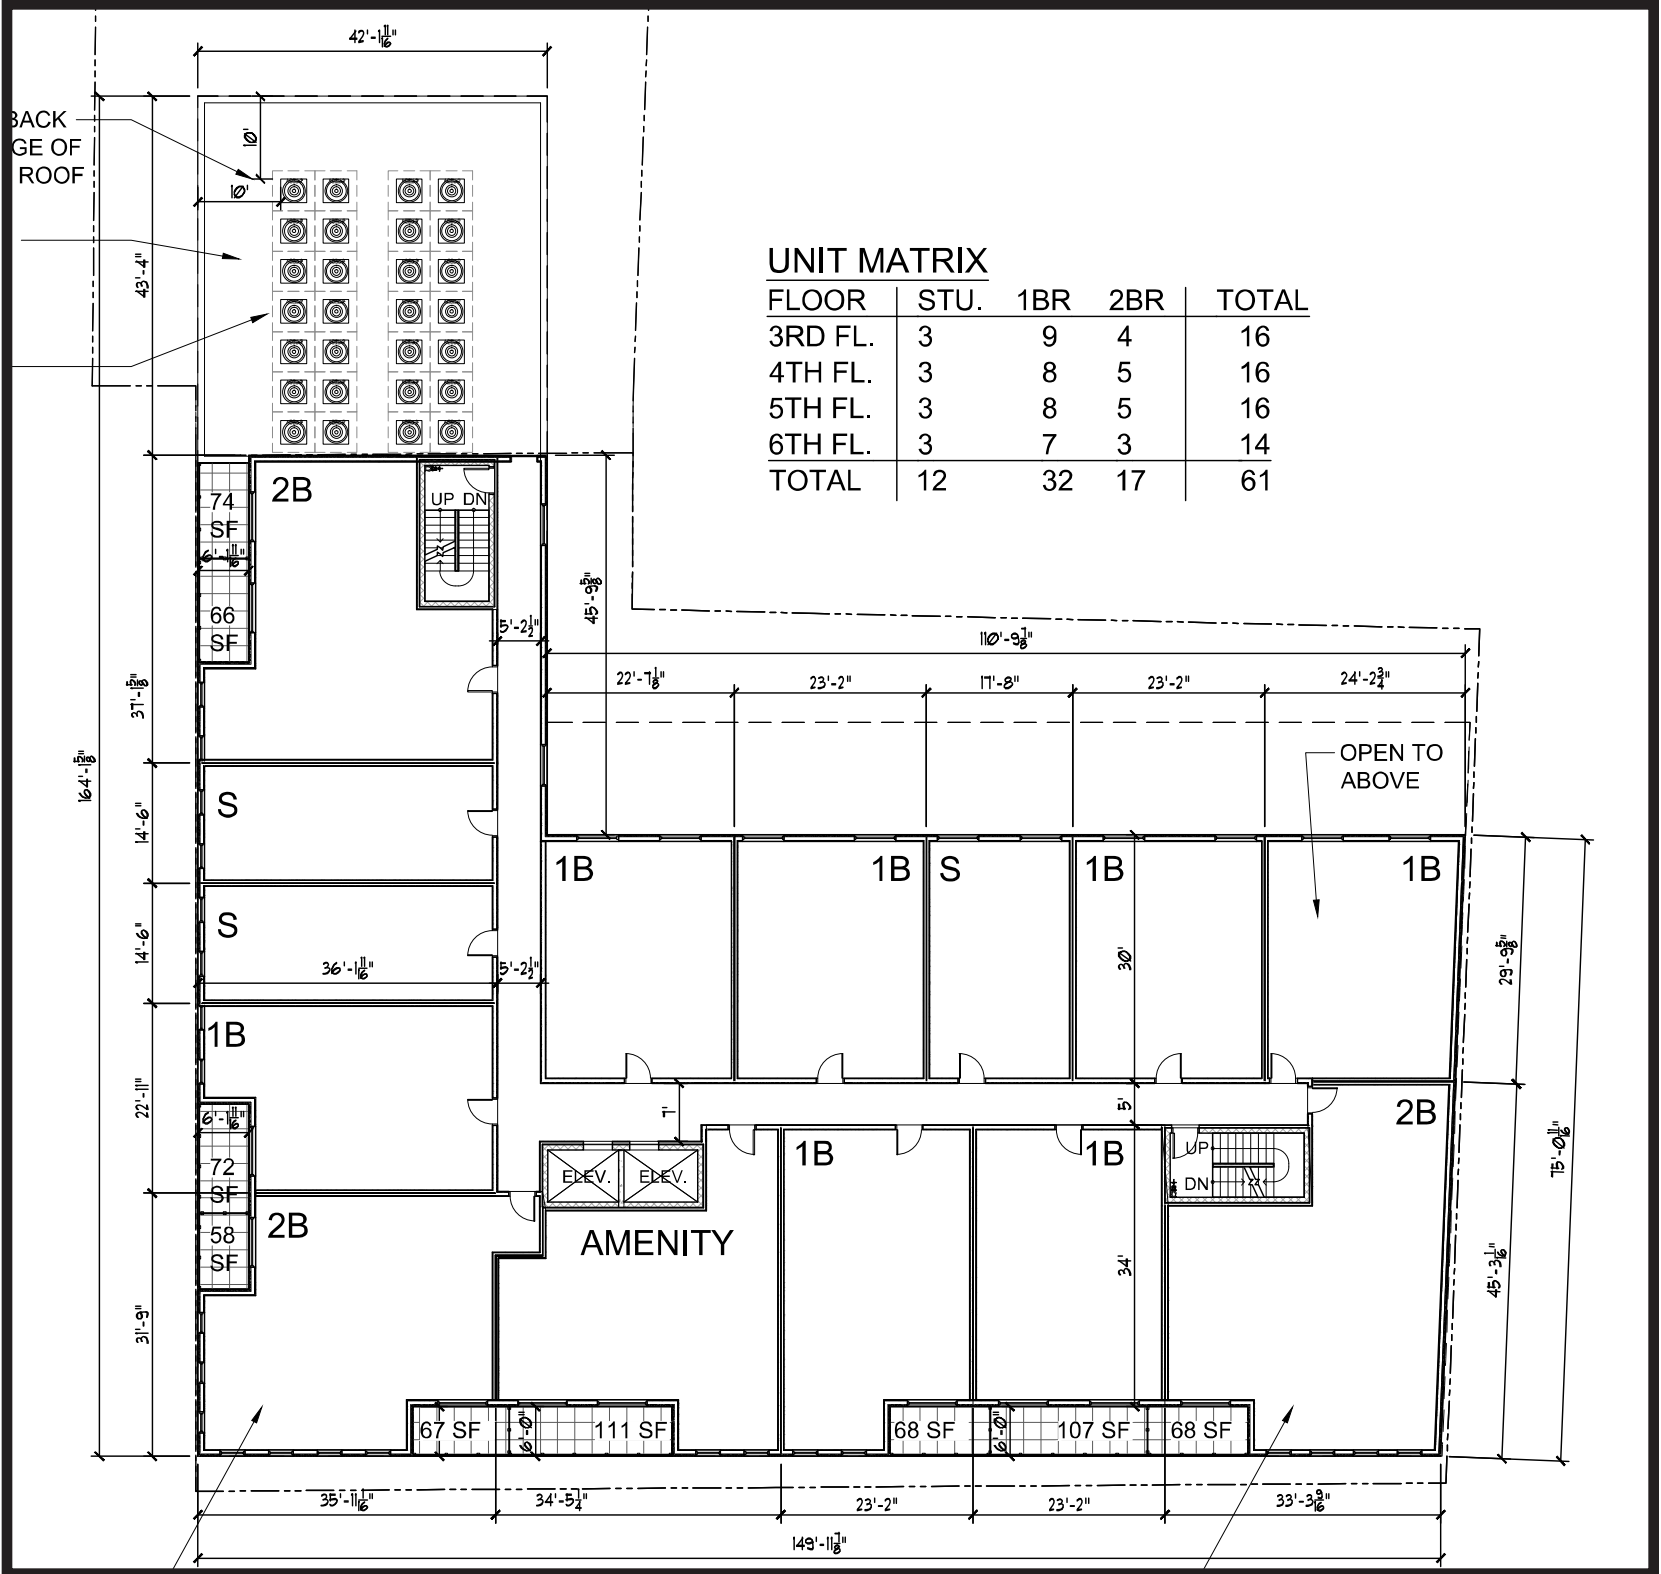 42'-1 11/16"
BACK
GE OF
ROOF
10'
10'
43'-4"
UNIT MATRIX
FLOOR STU. 1BR 2BR TOTAL
3RD FL. 3 9 4 16
4TH FL. 3 8 5 16
5TH FL. 3 8 5 16
6TH FL. 3 7 3 14
TOTAL 12 32 17 61
2B
UP DN
74
SF
6'-1 11/16"
66
SF
45'-9 5/8"
5'-2 1/2"
110'-9 1/8"
22'-7 1/8" 23'-2" 17'-8" 23'-2" 24'-2 3/4"
37'-1 5/8"
164'-1 5/8"
OPEN TO
ABOVE
14'-6"
S
1B 1B S 1B 1B
14'-6"
S
36'-1 11/16" 5'-2 1/2"
30'
29'-9 5/8"
1B
22'-11"
6'-1 11/16"
7'
5'
2B
75'-0 11/16"
72
SF
ELEV. ELEV.
1B 1B
UP
DN
58
SF
2B
AMENITY
34'
45'-3 1/16"
31'-9"
67 SF 6'-0" 111 SF 68 SF 6'-0" 107 SF 68 SF
35'-11 1/16" 34'-5 1/4" 23'-2" 23'-2" 33'-3 9/16"
149'-11 7/8"